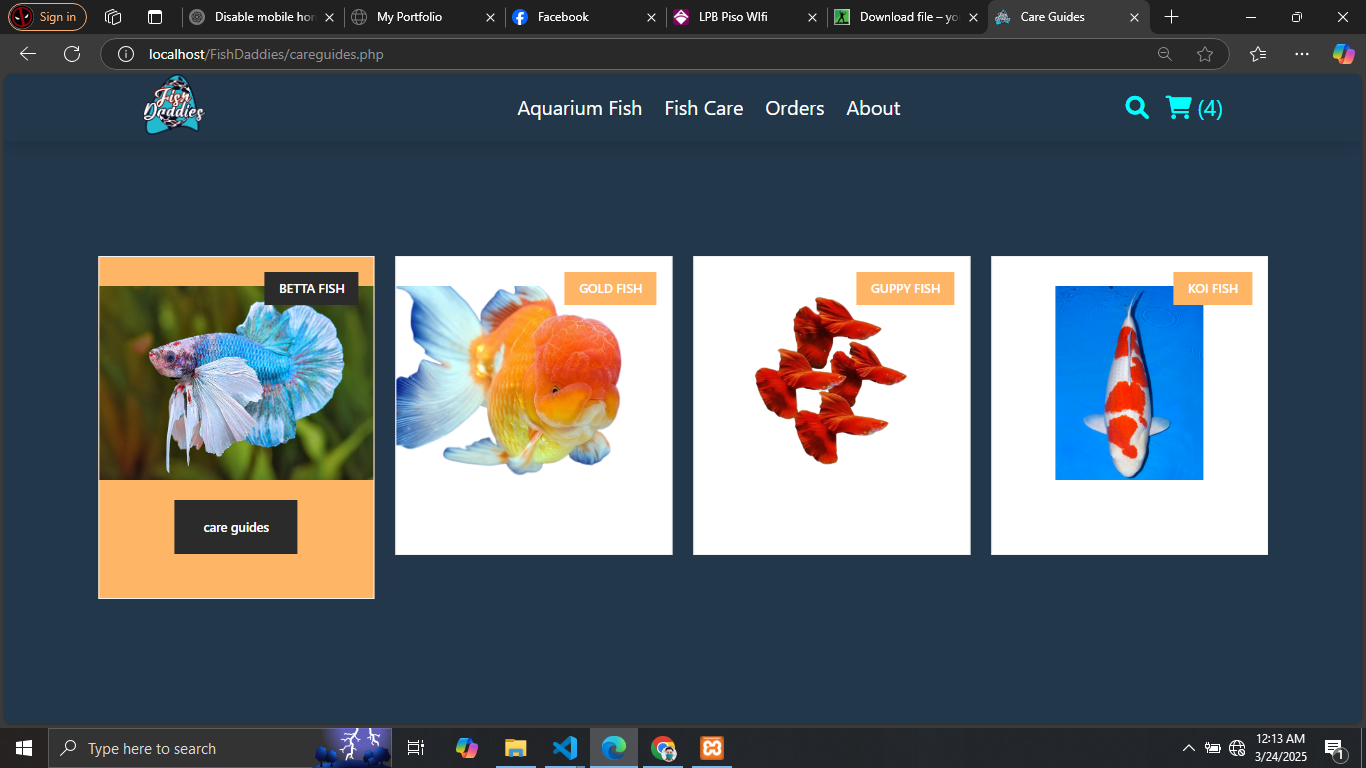 Sign in
Disable mobile hor
My Portfolio
Facebook
LPB Piso WIfi
Download file – yo
Care Guides
localhost/FishDaddies/careguides.php
Fish
Daddies
Aquarium Fish
Fish Care
Orders
About
(4)
BETTA FISH
GOLD FISH
GUPPY FISH
KOI FISH
care guides
Type here to search
12:13 AM
3/24/2025
1